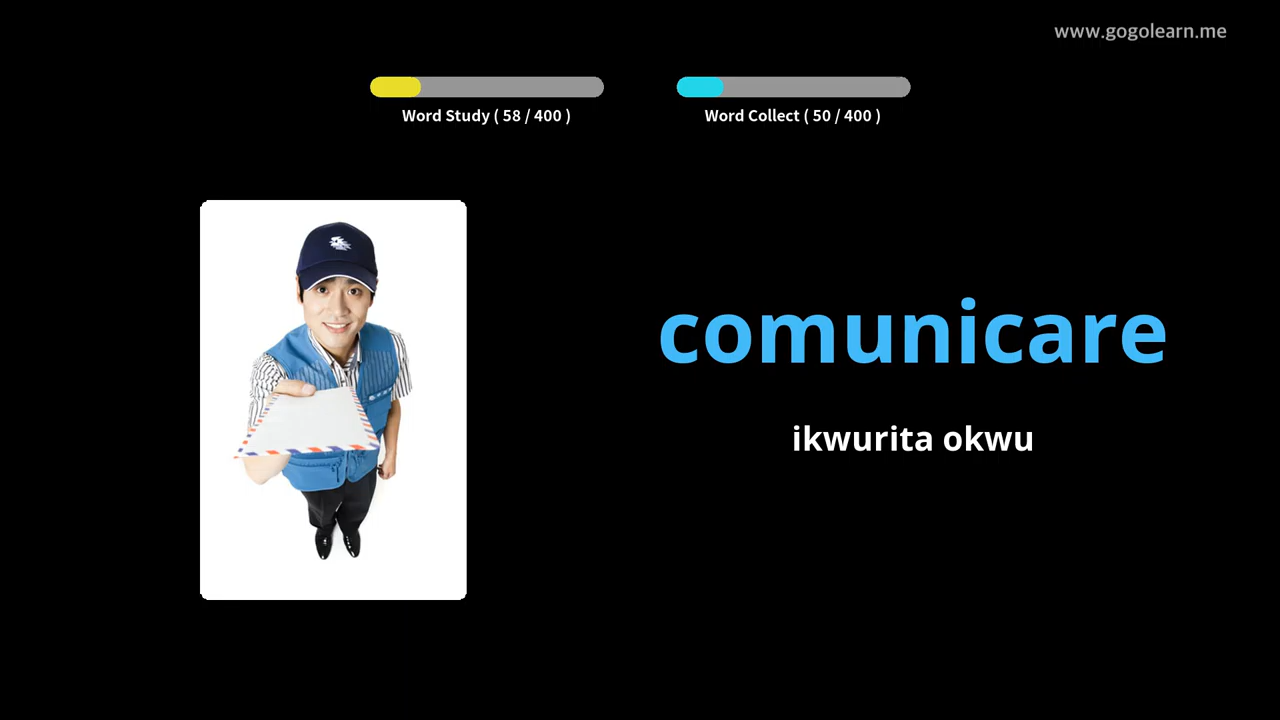 www.gogolearn.me
Word Study ( 58 / 400 )
Word Collect ( 50 / 400 )
comunicare
ikwurita okwu